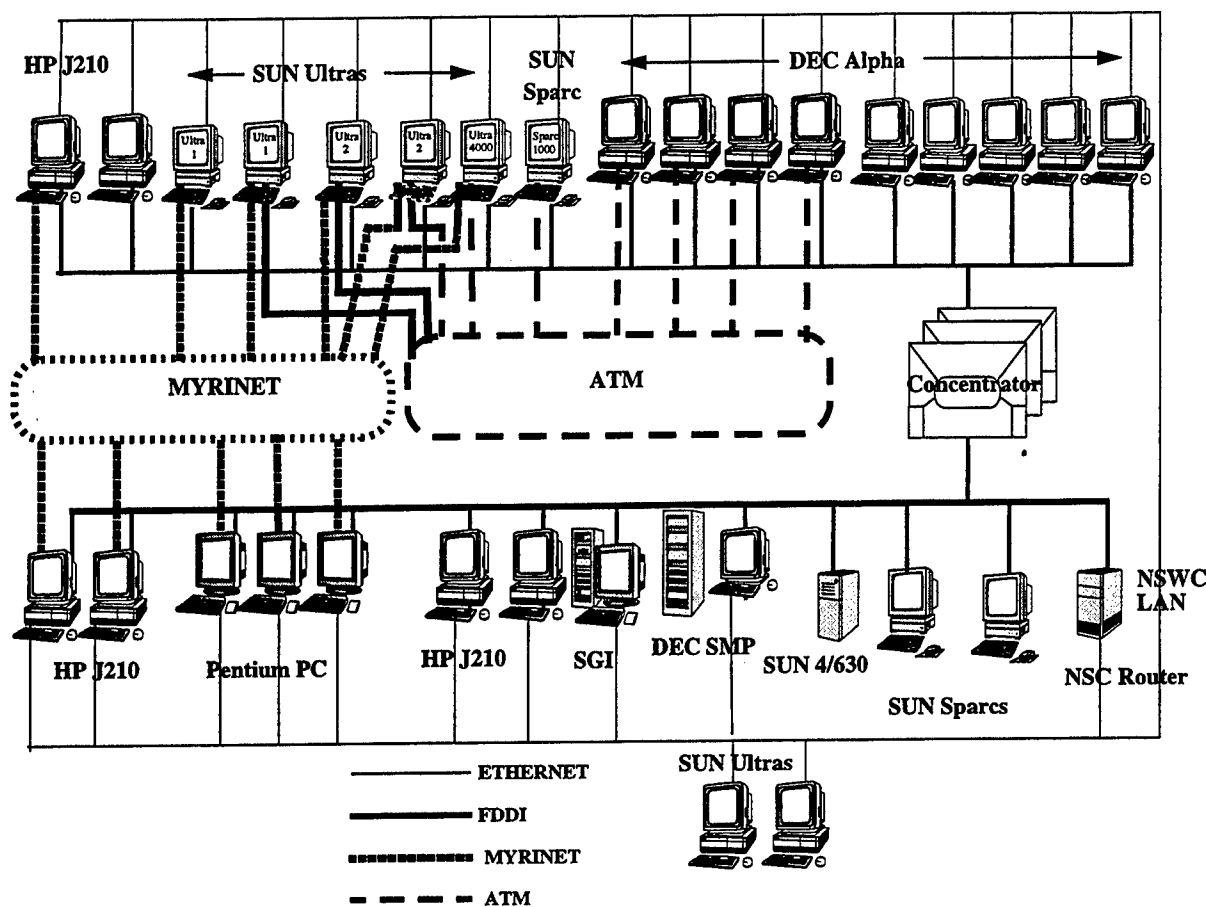 HP J210
SUN Ultras
SUN
Sparc
DEC Alpha
Ultra
1
Ultra
1
Ultra
2
Ultra
2
Ultra
4000
Sparc
1000
MYRINET
ATM
Concentrator
HP J210
Pentium PC
HP J210
SGI
DEC SMP
SUN 4/630
SUN Sparcs
NSWC
LAN
NSC Router
SUN Ultras
ETHERNET
FDDI
MYRINET
ATM